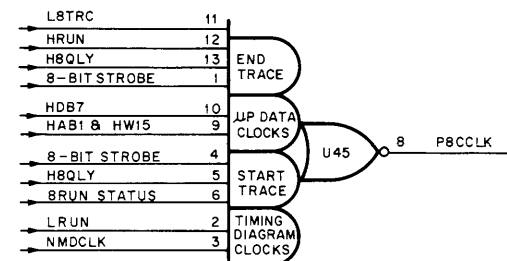 L8TRC 11
HRUN 12
H8QLY 13
8-BIT STROBE 1
END
TRACE
HDB7 10
HAB1 & HW15 9
μP DATA
CLOCKS
8-BIT STROBE 4
H8QLY 5
8RUN STATUS 6
START
TRACE
LRUN 2
NMDCLK 3
TIMING
DIAGRAM
CLOCKS
U45
8 P8CCLK